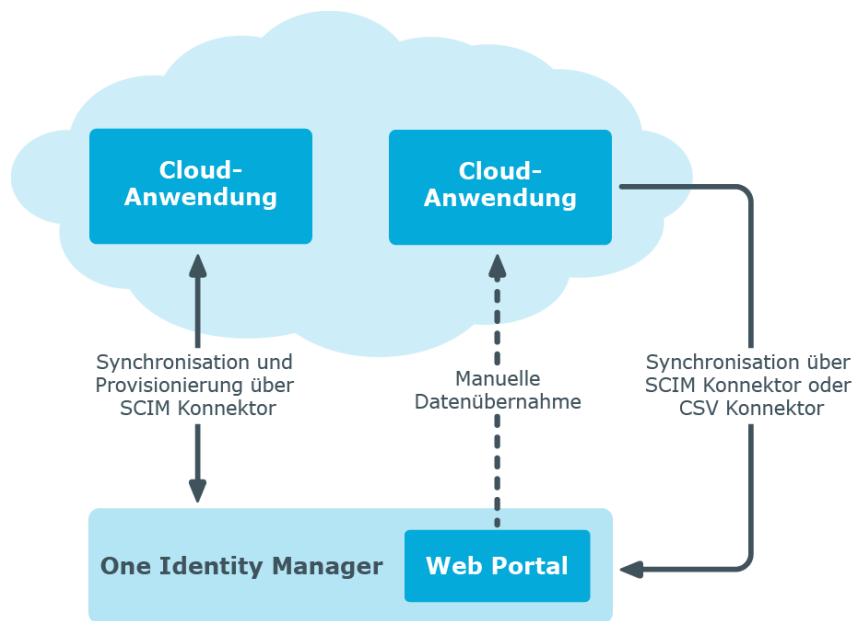 Cloud-
Anwendung
Cloud-
Anwendung
Synchronisation und
Provisionierung über
SCIM Konnektor
Manuelle
Datenübernahme
Synchronisation über
SCIM Konnektor oder
CSV Konnektor
One Identity Manager
Web Portal